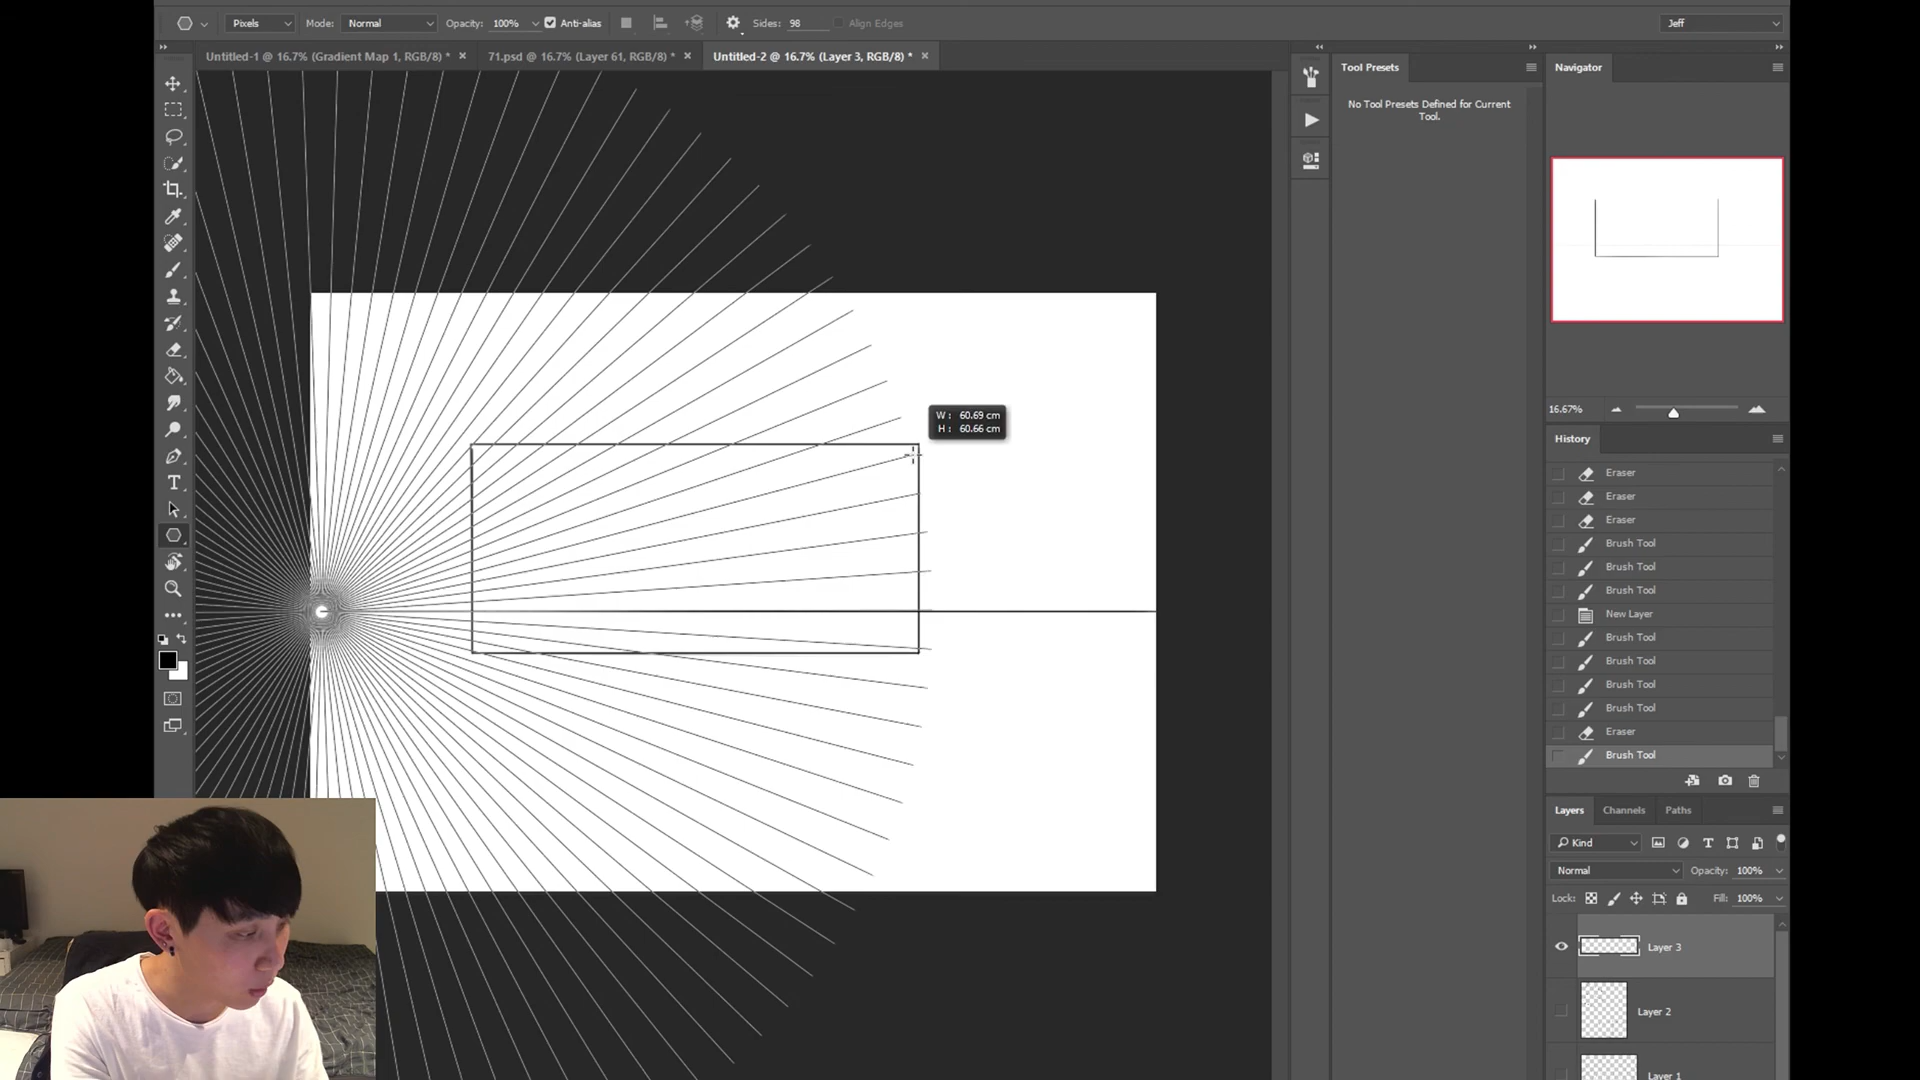 Pixels Mode: Normal Opacity: 100% Anti-alias Sides: 98 Align Edges Jeff
Untitled-1 @ 16.7% (Gradient Map 1, RGB/8) * 71.psd @ 16.7% (Layer 61, RGB/8) * Untitled-2 @ 16.7% (Layer 3, RGB/8) *
Tool Presets
No Tool Presets Defined for Current
Tool.
Navigator
W : 60.69 cm
H : 60.66 cm
16.67%
History
Eraser
Eraser
Eraser
Brush Tool
Brush Tool
Brush Tool
New Layer
Brush Tool
Brush Tool
Brush Tool
Brush Tool
Eraser
Brush Tool
Layers Channels Paths
Kind
Normal Opacity: 100%
Lock: Fill: 100%
Layer 3
Layer 2
Layer 1